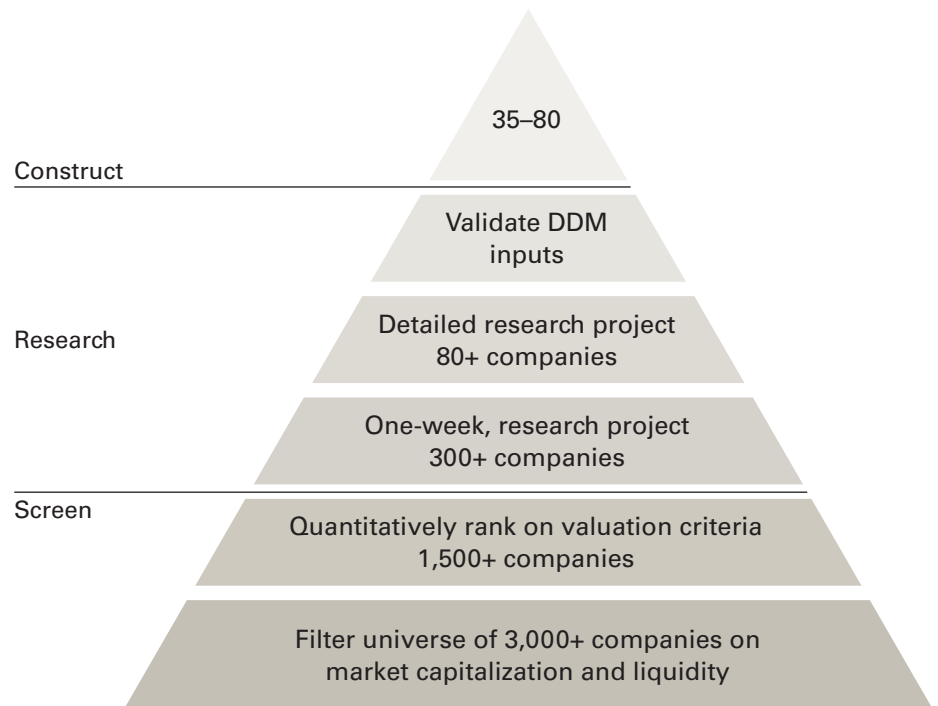 35–80
Construct
Validate DDM
inputs
Detailed research project
Research
80+ companies
One-week, research project
300+ companies
Screen
Quantitatively rank on valuation criteria
1,500+ companies
Filter universe of 3,000+ companies on
market capitalization and liquidity